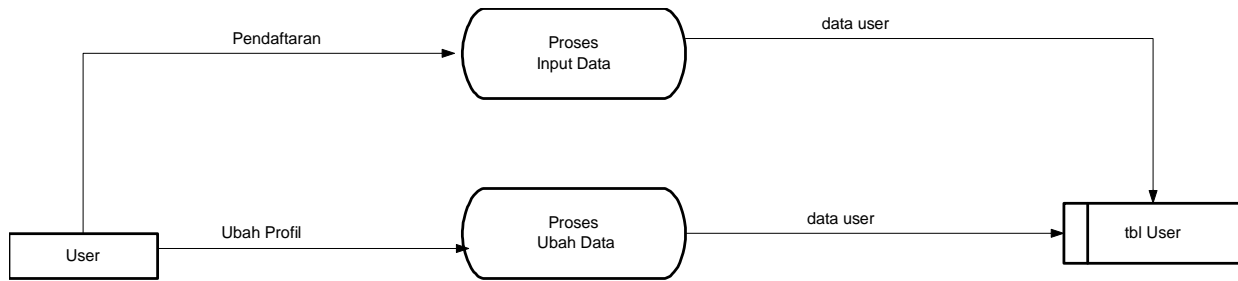 Pendaftaran
Proses
Input Data
data user
User
Ubah Profil
Proses
Ubah Data
data user
tbl User